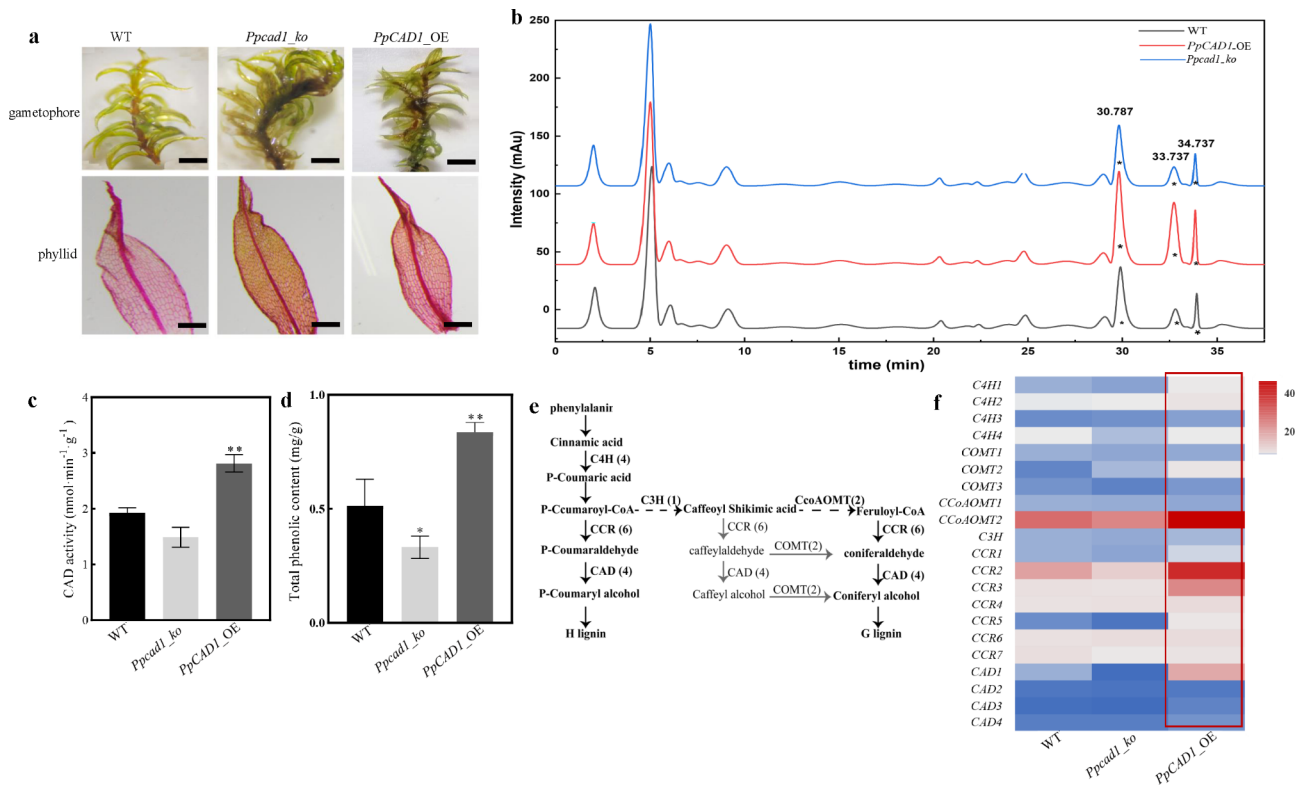 a
WT
Ppcad1_ko
PpCAD1_OE
gametophore
phyllid
b
250
200
150
100
50
0
Intensity (mAu)
0
5
10
15
20
25
30
35
time (min)
WT
PpCAD1_OE
Ppcad1_ko
30.787
33.737
34.737
*
*
*
*
*
*
*
*
*
c
4
3
2
1
0
CAD activity (nmol·min⁻¹·g⁻¹)
**
WT
Ppcad1_ko
PpCAD1_OE
d
1.0
0.5
0.0
Total phenolic content (mg/g)
*
**
WT
Ppcad1_ko
PpCAD1_OE
e
phenylalanir
Cinnamic acid
C4H (4)
P-Coumaric acid
P-Ccumaroyl-CoA
C3H (1)
Caffeoyl Shikimic acid
CcoAOMT(2)
Feruloyl-CoA
CCR (6)
CCR (6)
CCR (6)
P-Coumaraldehyde
caffeylaldehyde
COMT(2)
coniferaldehyde
CAD (4)
CAD (4)
CAD (4)
P-Coumaryl alcohol
Caffeyl alcohol
COMT(2)
Coniferyl alcohol
H lignin
G lignin
f
C4H1
C4H2
C4H3
C4H4
COMT1
COMT2
COMT3
CCoAOMT1
CCoAOMT2
C3H
CCR1
CCR2
CCR3
CCR4
CCR5
CCR6
CCR7
CAD1
CAD2
CAD3
CAD4
WT
Ppcad1_ko
PpCAD1_OE
40
20